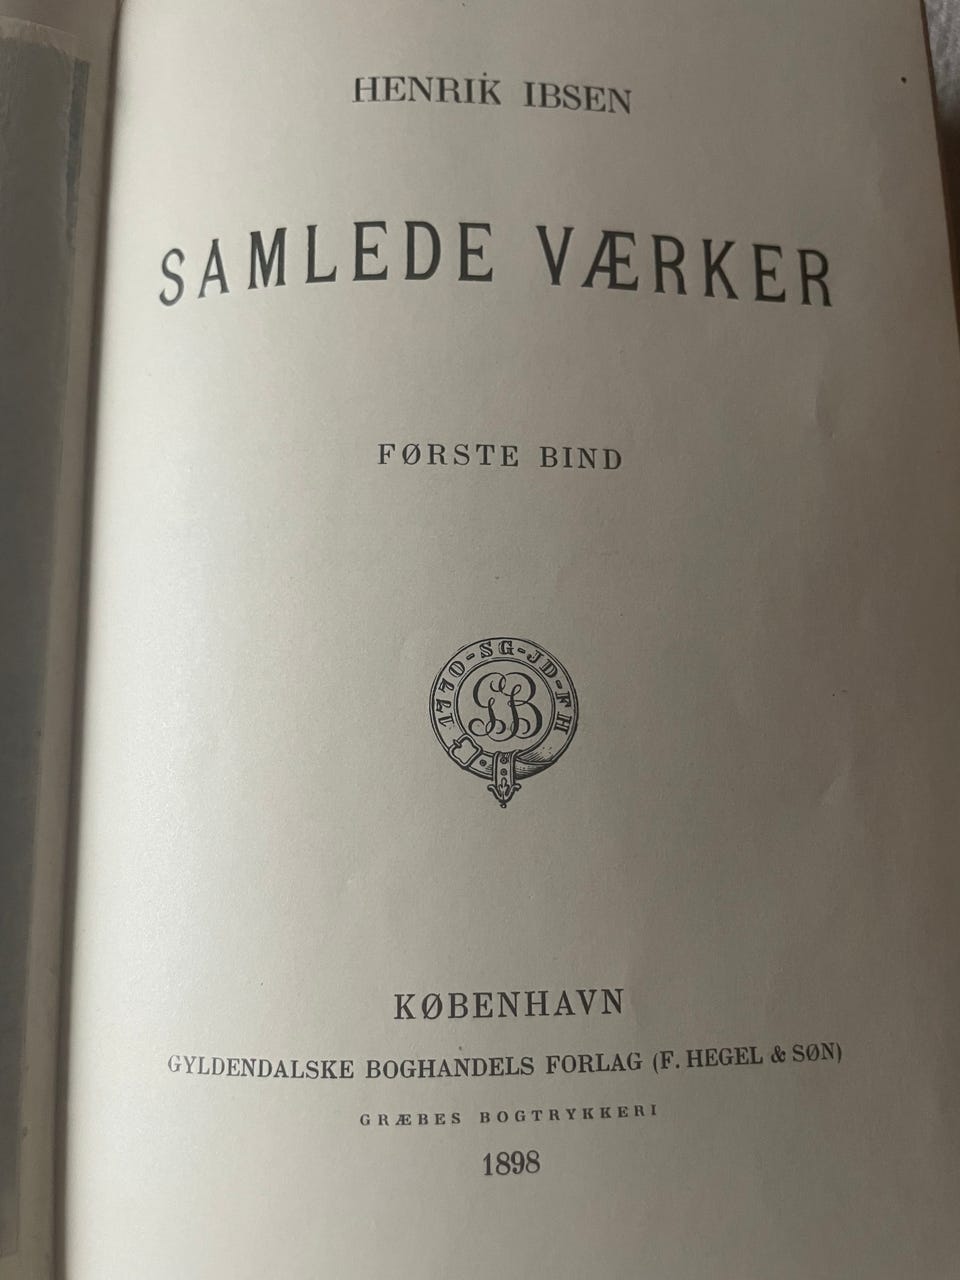 HENRIK IBSEN
SAMLEDE VÆRKER
FØRSTE BIND
1770-SG-JD-FH
GB
KØBENHAVN
GYLDENDALSKE BOGHANDELS FORLAG (F. HEGEL & SØN)
GRÆBES BOGTRYKKERI
1898